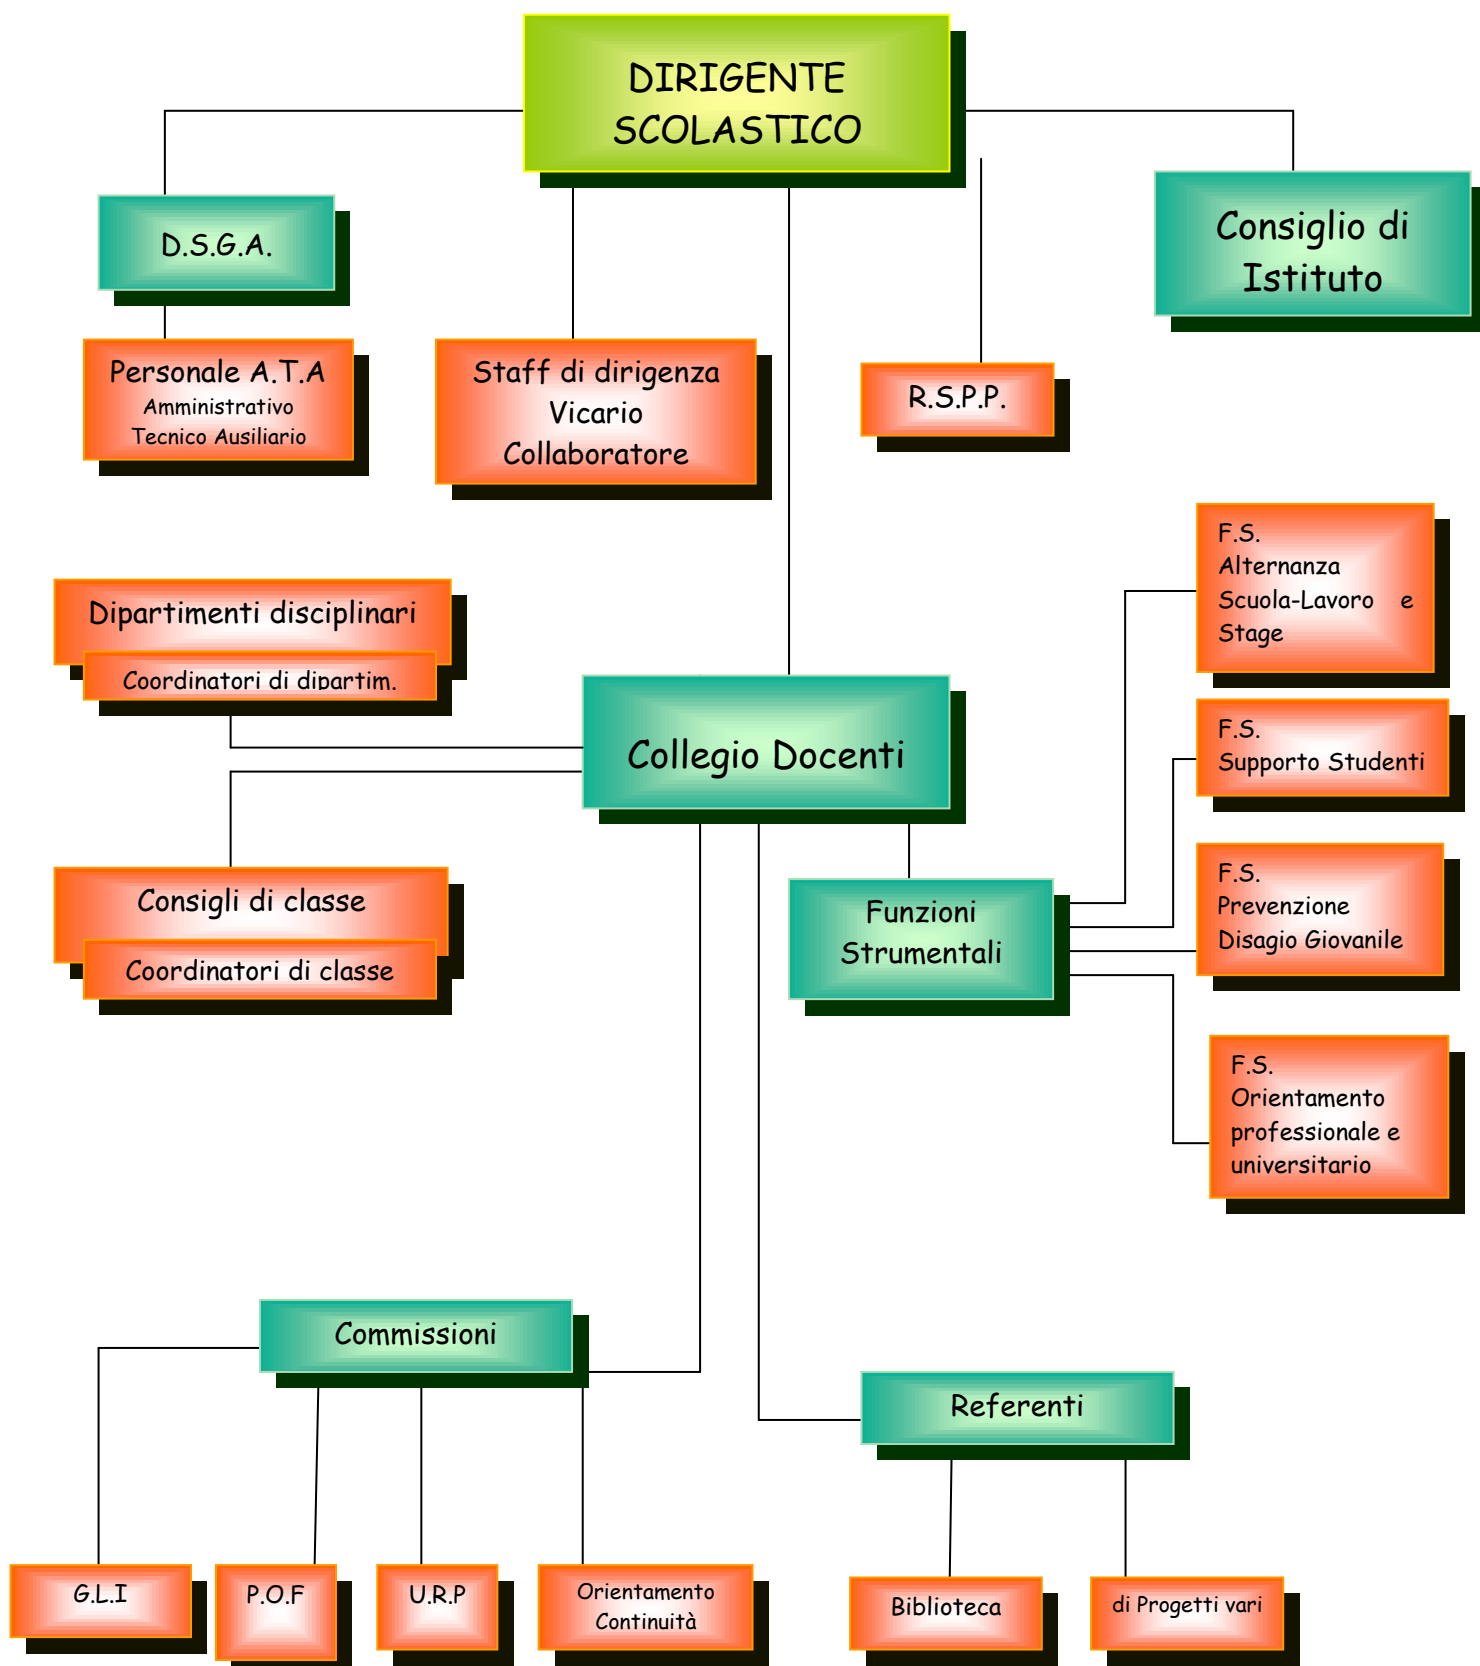 DIRIGENTE
SCOLASTICO
D.S.G.A.
Consiglio di
Istituto
Personale A.T.A
Amministrativo
Tecnico Ausiliario
Staff di dirigenza
Vicario
Collaboratore
R.S.P.P.
F.S.
Alternanza
Scuola-Lavoro e
Stage
Dipartimenti disciplinari
Coordinatori di dipartim.
F.S.
Supporto Studenti
Collegio Docenti
F.S.
Prevenzione
Disagio Giovanile
Consigli di classe
Coordinatori di classe
Funzioni
Strumentali
F.S.
Orientamento
professionale e
universitario
Commissioni
Referenti
G.L.I
P.O.F
U.R.P
Orientamento
Continuità
Biblioteca
di Progetti vari